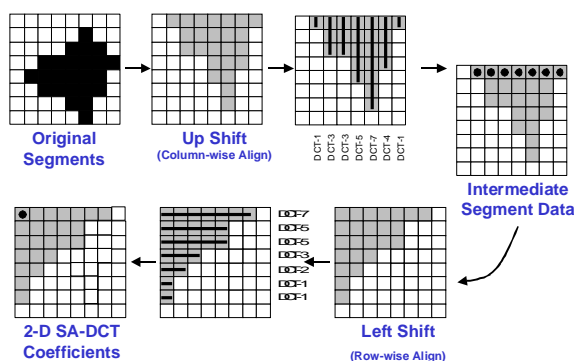 Original
Segments
Up Shift
(Column-wise Align)
DCT-1
DCT-3
DCT-3
DCT-5
DCT-7
DCT-4
DCT-1
Intermediate
Segment Data
2-D SA-DCT
Coefficients
DCT-7
DCT-5
DCT-5
DCT-3
DCT-2
DCT-1
DCT-1
Left Shift
(Row-wise Align)